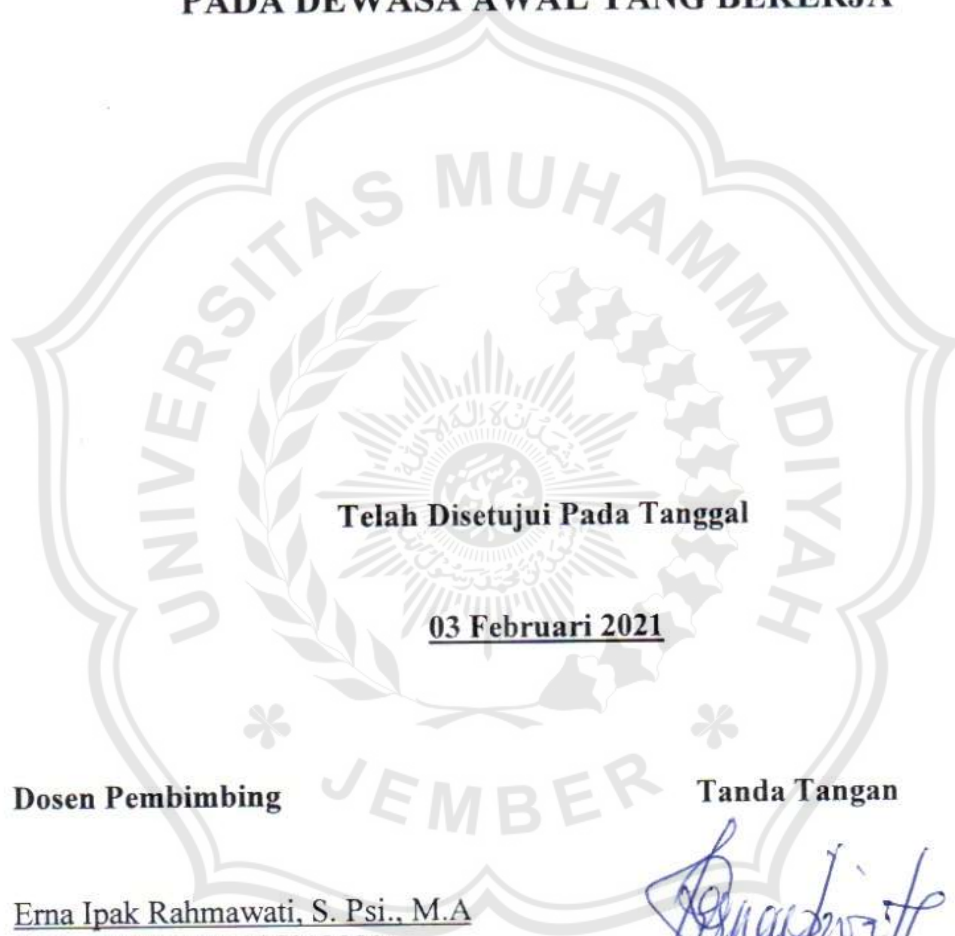 PADA DEWASA AWAL YANG BEKERJA
UNIVERSITAS MUHAMMADIYAH
JEMBER
Telah Disetujui Pada Tanggal
03 Februari 2021
Dosen Pembimbing
Tanda Tangan
Erna Ipak Rahmawati, S. Psi., M.A